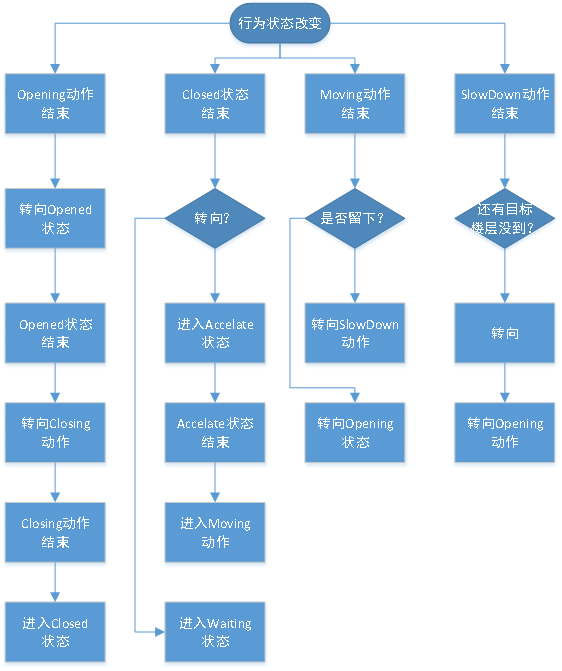 行为状态改变
Opening动作
结束
Closed状态
结束
Moving动作
结束
SlowDown动作
结束
转向Opened
状态
转向?
是否留下?
还有目标
楼层没到?
Opened状态
结束
进入Accelate
状态
转向SlowDown
动作
转向
转向Closing
动作
Accelate状态
结束
转向Opening
状态
转向Opening
动作
Closing动作
结束
进入Moving
动作
进入Closed
状态
进入Waiting
状态